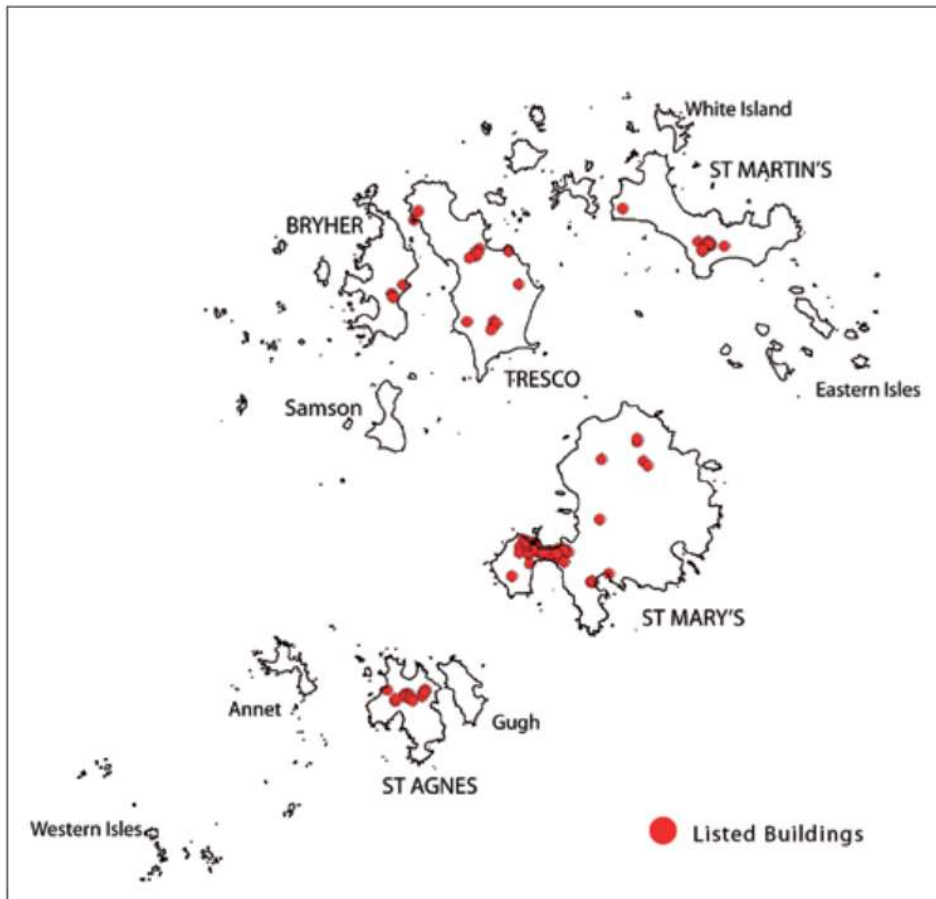 White Island
ST MARTIN'S
BRYHER
TRESCO
Eastern Isles
Samson
ST MARY'S
Annet
Gugh
ST AGNES
Western Isles
Listed Buildings